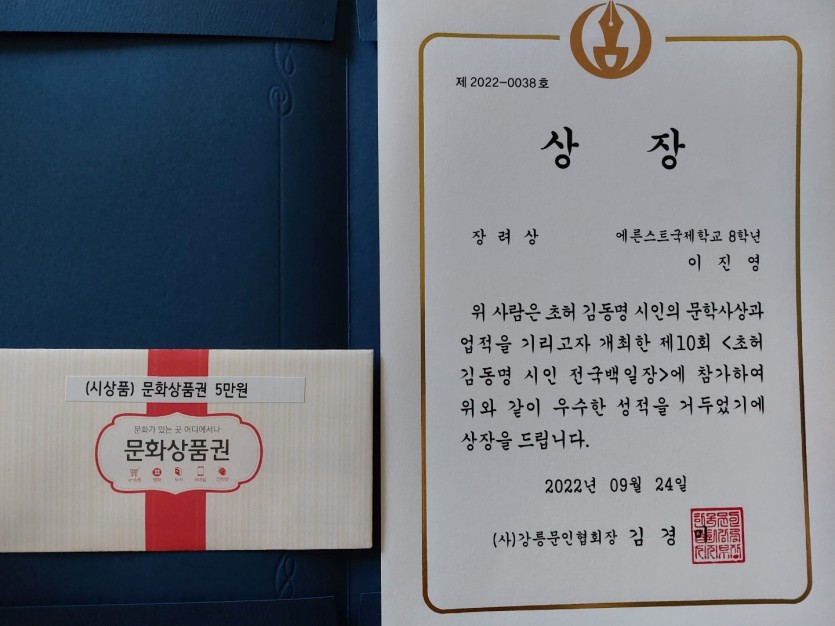 (시상품) 문화상품권 5만원
문화가 있는 곳 어디에서나
문화상품권
제 2022-0038 호
상 장
장 려 상
에른스트국제학교 8학년
이 진 영
위 사람은 초허 김동명 시인의 문학사상과
업적을 기리고자 개최한 제10회 <초허
김동명 시인 전국백일장>에 참가하여
위와 같이 우수한 성적을 거두었기에
상장을 드립니다.
2022년 09월 24일
(사)강릉문인협회장 김 경 미